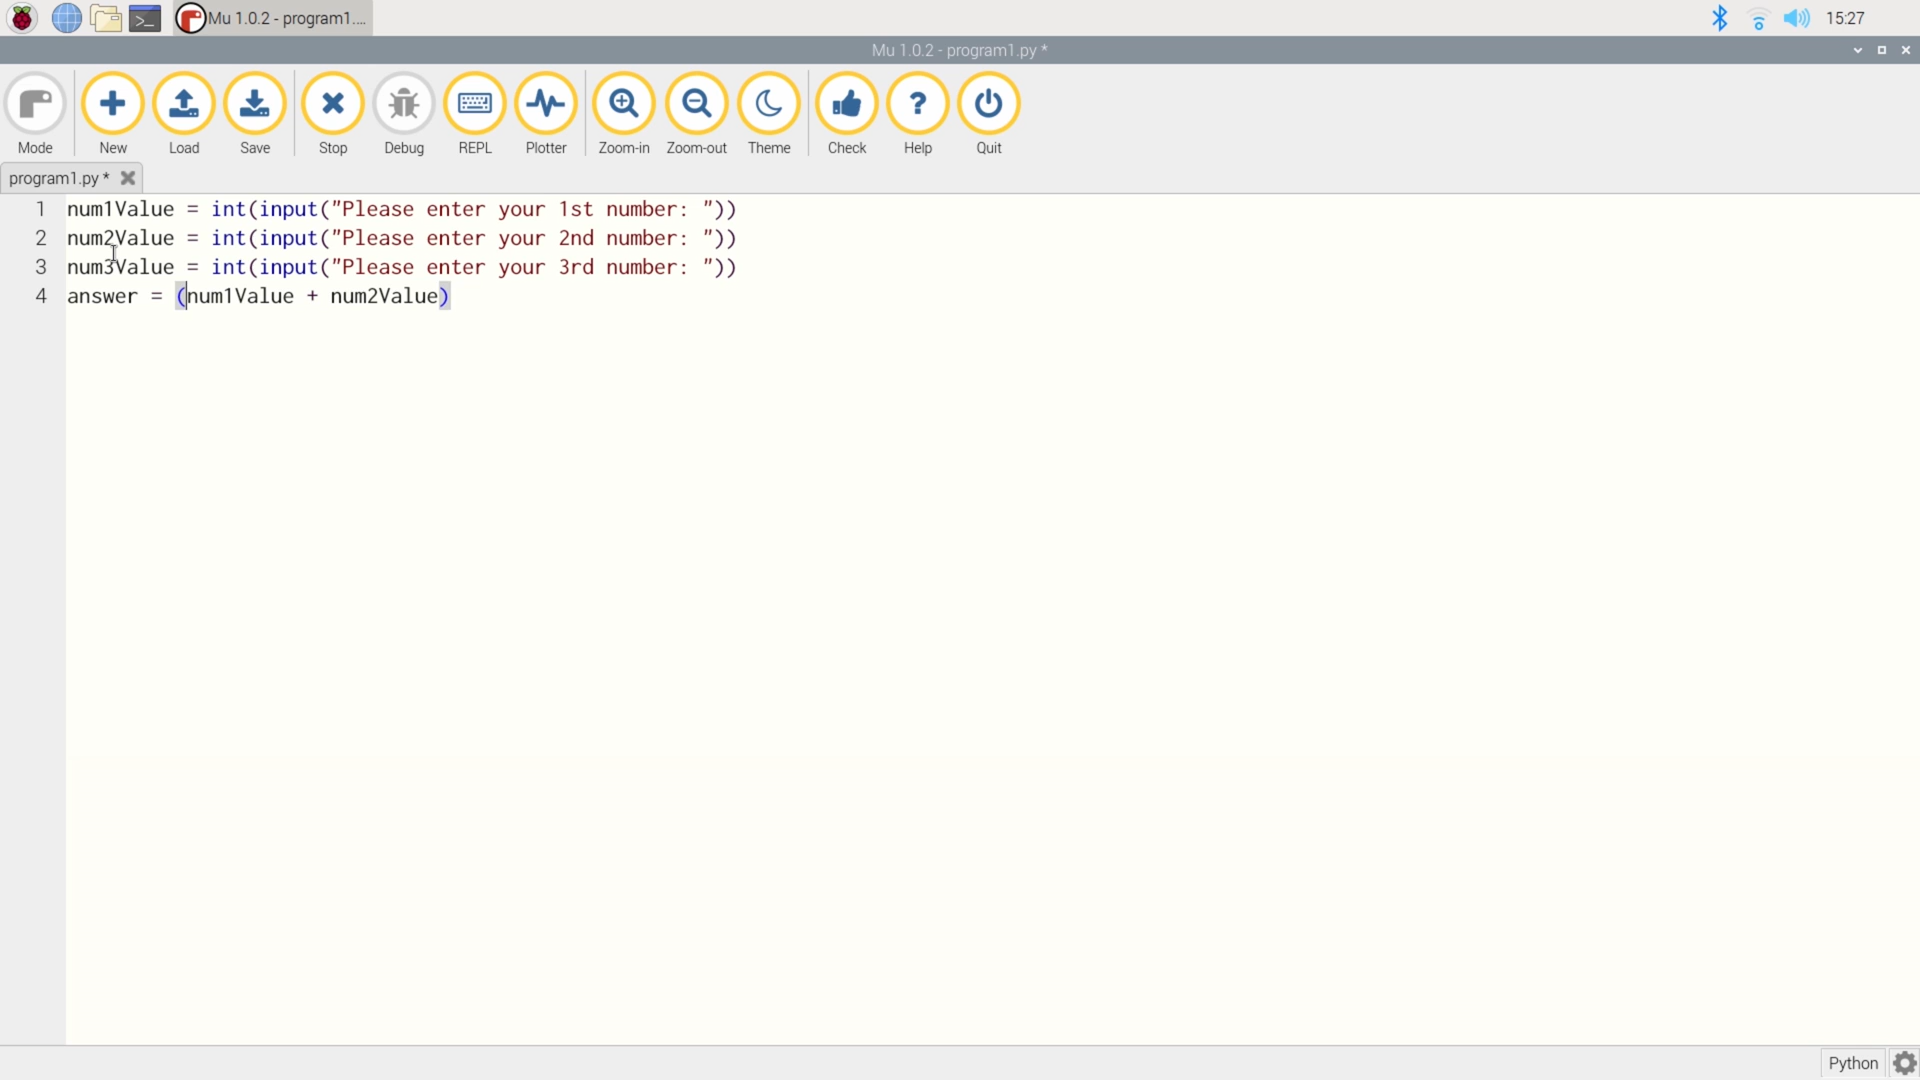 Mu 1.0.2 - program1....
15:27
Mu 1.0.2 - program1.py *
Mode New Load Save Stop Debug REPL Plotter Zoom-in Zoom-out Theme Check Help Quit
program1.py *
1 num1Value = int(input("Please enter your 1st number: "))
2 num2Value = int(input("Please enter your 2nd number: "))
3 num3Value = int(input("Please enter your 3rd number: "))
4 answer = (num1Value + num2Value)
Python